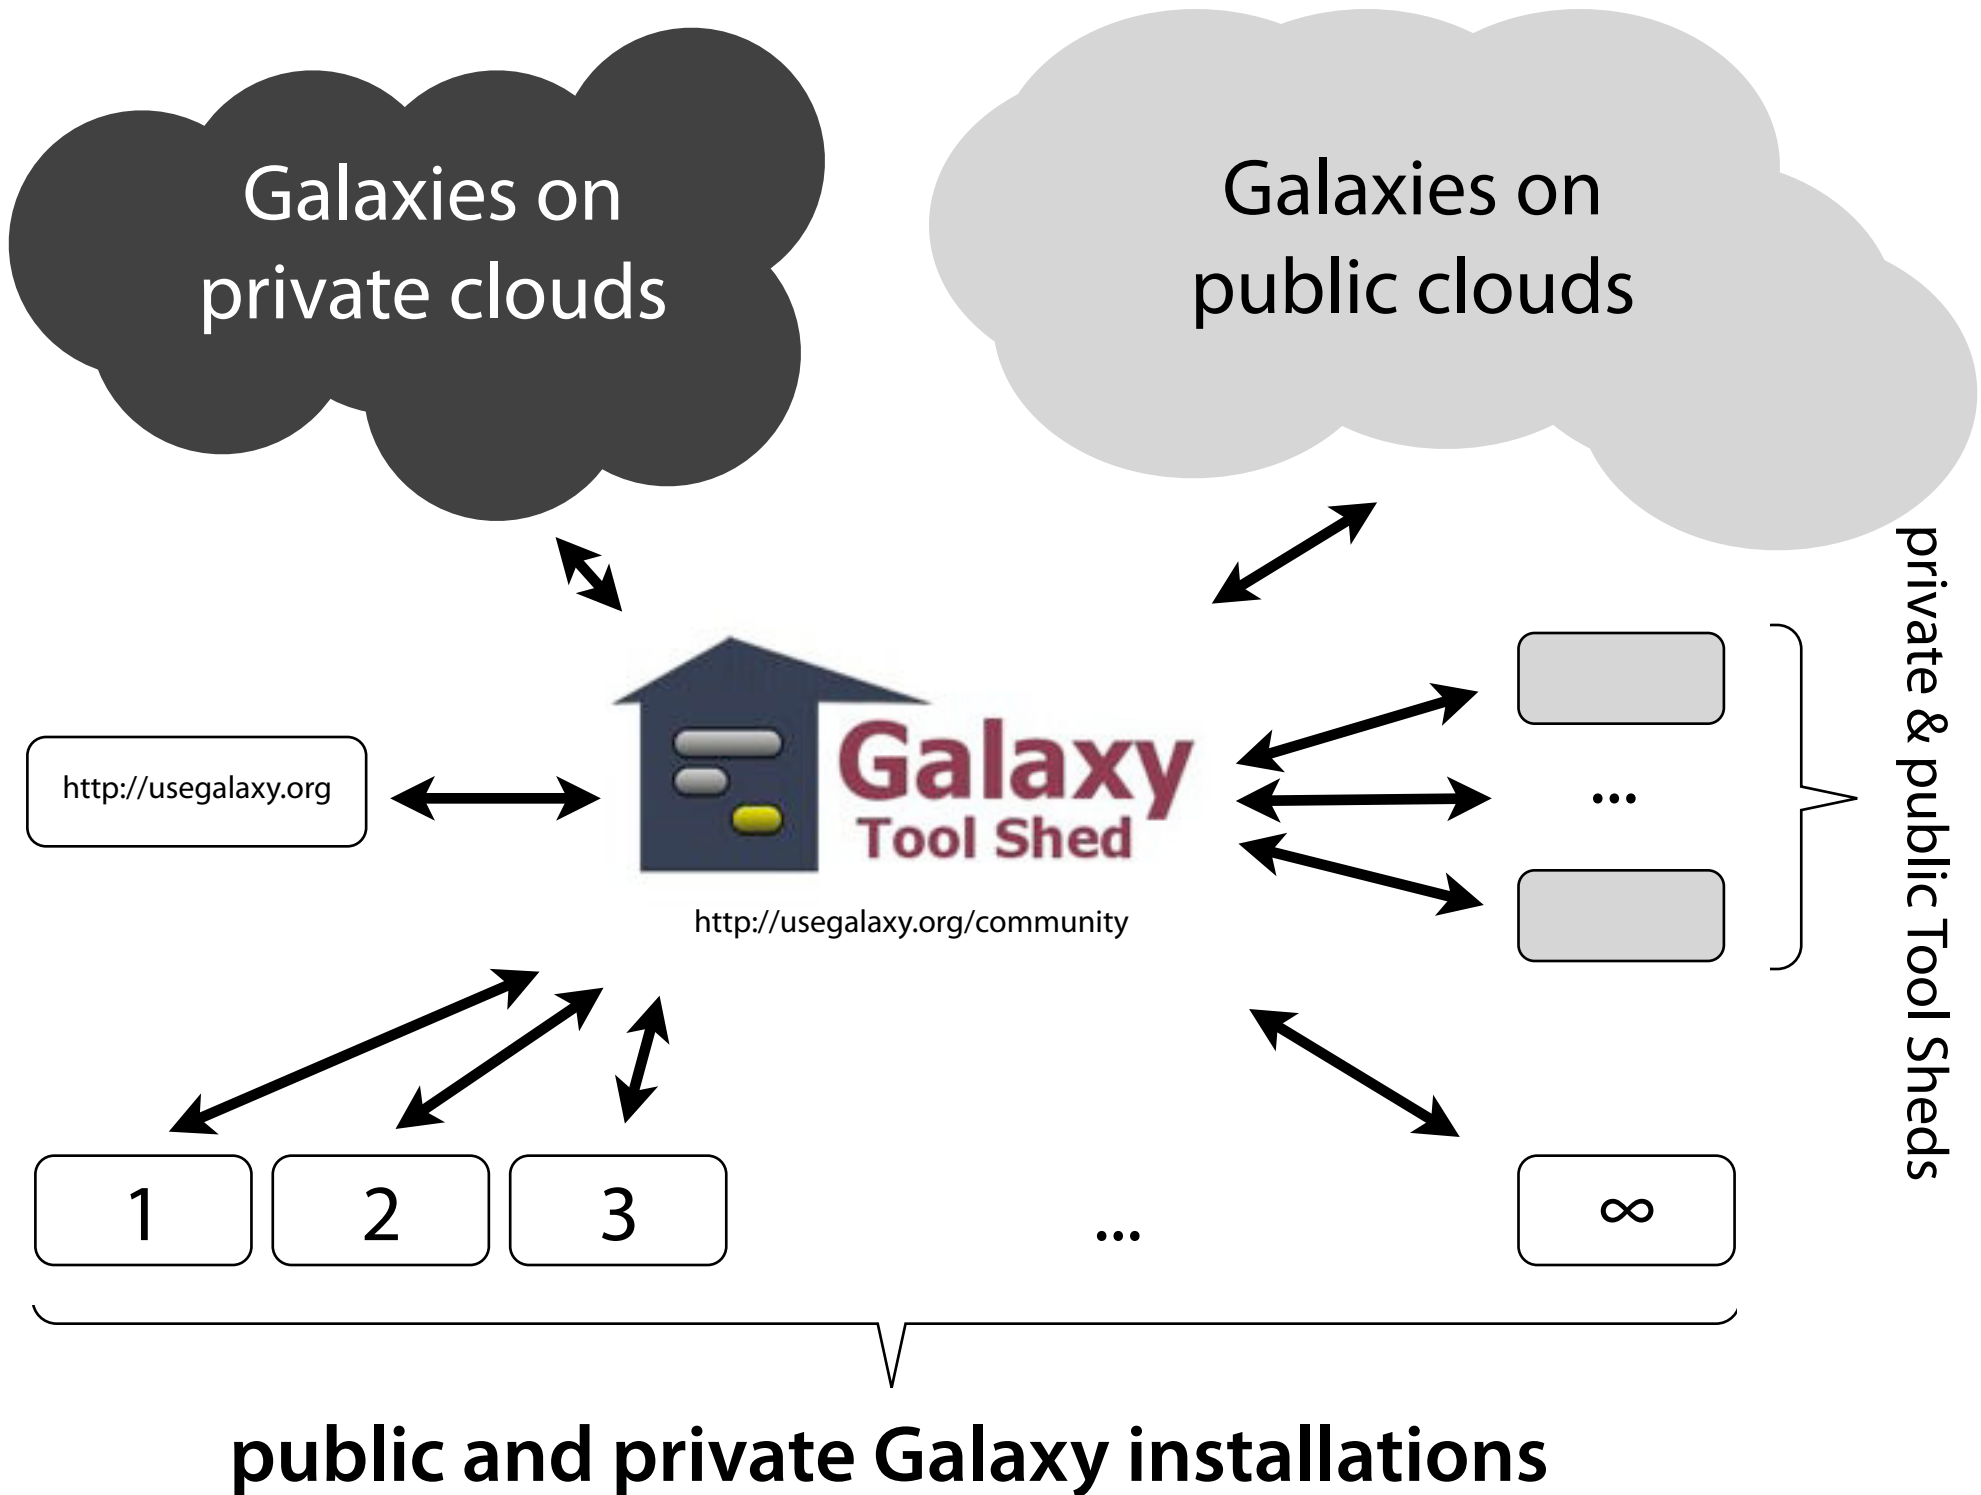 Galaxies on
private clouds
Galaxies on
public clouds
http://usegalaxy.org
Galaxy
Tool Shed
http://usegalaxy.org/community
...
private & public Tool Sheds
1
2
3
...
∞
public and private Galaxy installations